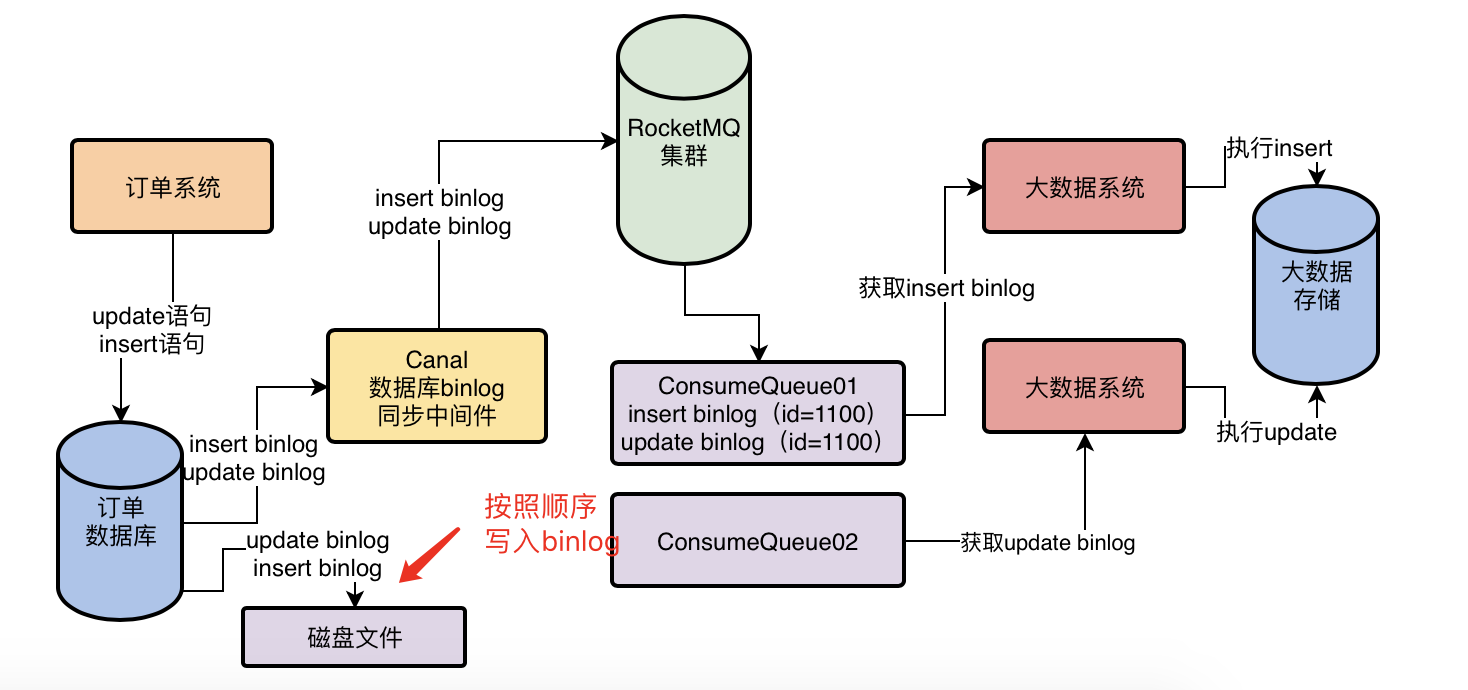 订单系统
update语句
insert语句
订单
数据库
insert binlog
update binlog
update binlog
insert binlog
磁盘文件
按照顺序
写入binlog
Canal
数据库binlog
同步中间件
insert binlog
update binlog
RocketMQ
集群
ConsumeQueue01
insert binlog（id=1100）
update binlog（id=1100）
ConsumeQueue02
获取insert binlog
获取update binlog
大数据系统
大数据系统
执行insert
执行update
大数据
存储